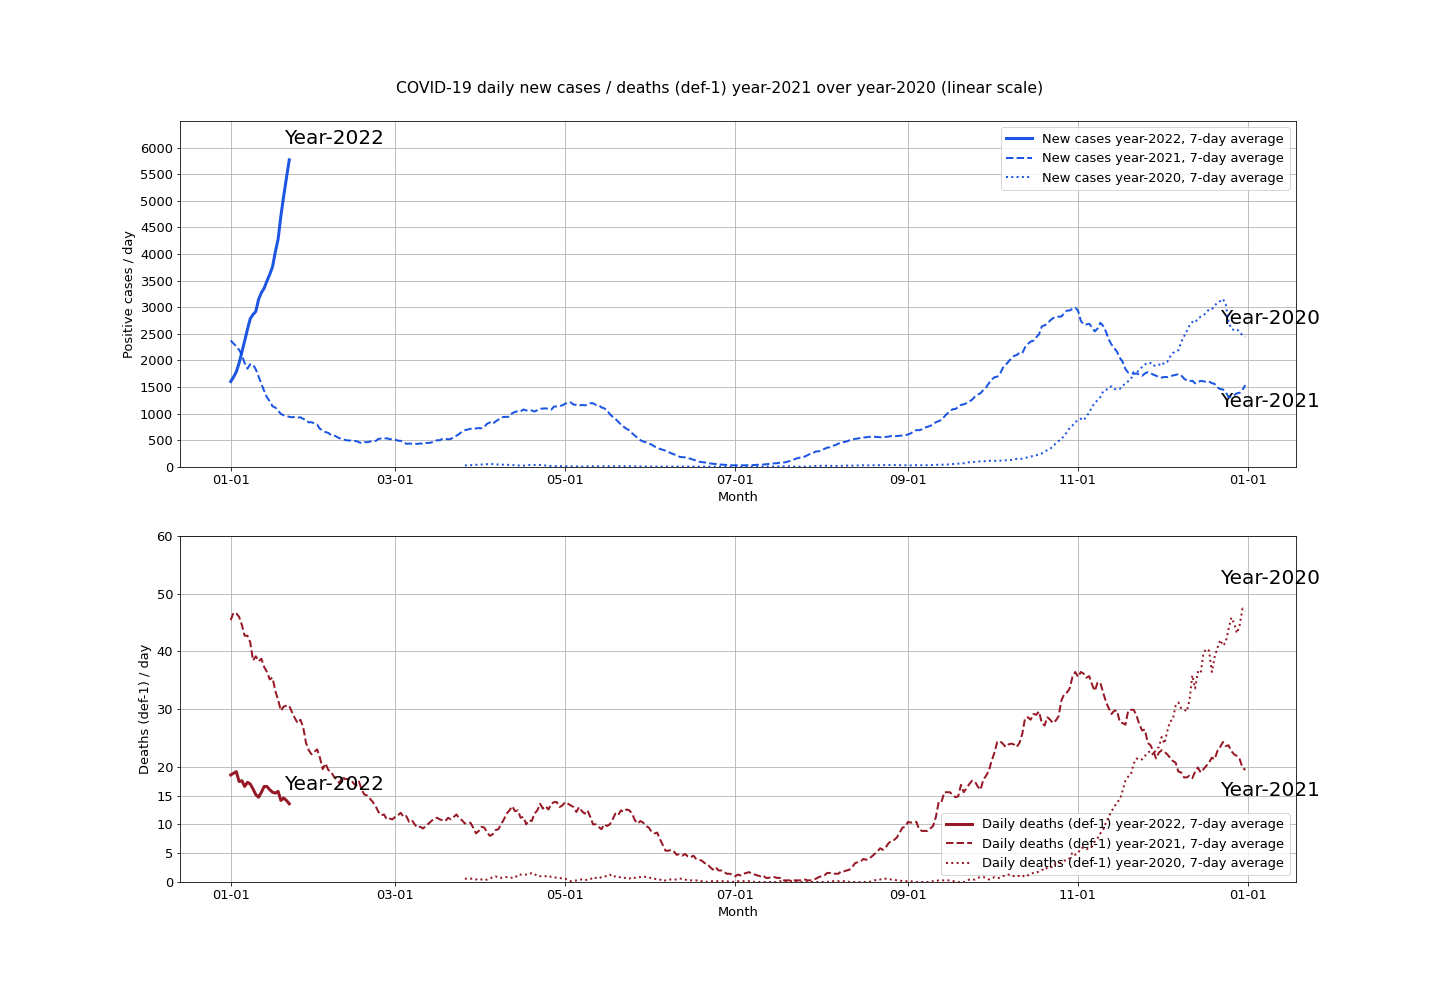 COVID-19 daily new cases / deaths (def-1) year-2021 over year-2020 (linear scale)
Year-2022
New cases year-2022, 7-day average
New cases year-2021, 7-day average
New cases year-2020, 7-day average
6000
5500
5000
4500
4000
3500
3000
2500
2000
1500
1000
500
0
Positive cases / day
Year-2020
Year-2021
01-01 03-01 05-01 07-01 09-01 11-01 01-01
Month
60
50
40
30
20
15
10
5
0
Deaths (def-1) / day
Year-2020
Year-2022
Year-2021
Daily deaths (def-1) year-2022, 7-day average
Daily deaths (def-1) year-2021, 7-day average
Daily deaths (def-1) year-2020, 7-day average
01-01 03-01 05-01 07-01 09-01 11-01 01-01
Month